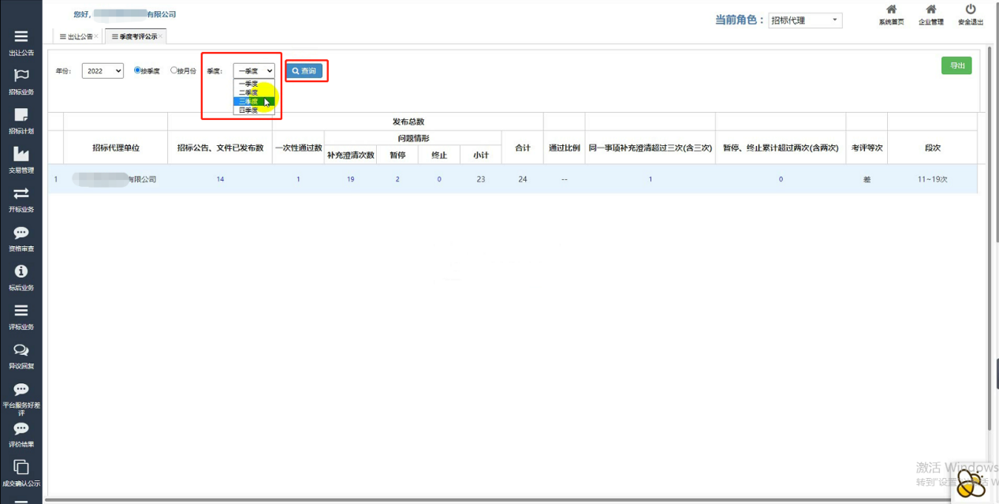 您好, 有限公司
当前角色： 招标代理
系统首页
企业管理
安全退出
出让公告×
季度考评公示×
年份：
2022
按季度
按月份
季度：
一季度
查询
导出
一季度
二季度
三季度
四季度
出让公告
招标业务
招标计划
交易管理
开标业务
资格审查
标后业务
评标业务
异议回复
平台服务好差
评
评价结果
成交确认公示
发布总数
问题情形
招标代理单位
招标公告、文件已发布数
一次性通过数
补充澄清次数
暂停
终止
小计
合计
通过比例
同一事项补充澄清超过三次(含三次)
暂停、终止累计超过两次(含两次)
考评等次
段次
1 有限公司 14 1 19 2 0 23 24 -- 1 0 差 11~19次
激活 Windows
转到"设置"